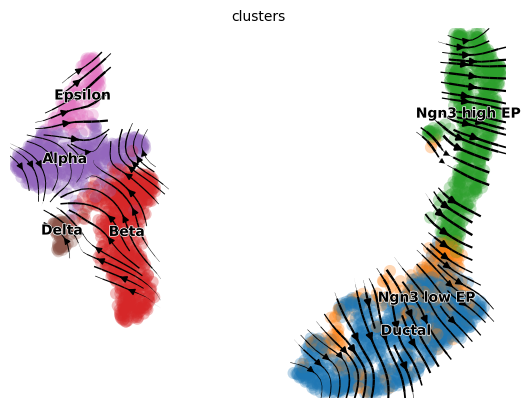 clusters
Epsilon
Ngn3 high EP
Alpha
Delta
Beta
Ngn3 low EP
Ductal